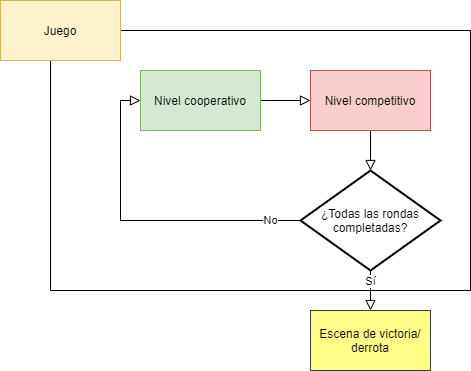 Juego
Nivel cooperativo
Nivel competitivo
¿Todas las rondas
completadas?
No
Sí
Escena de victoria/
derrota